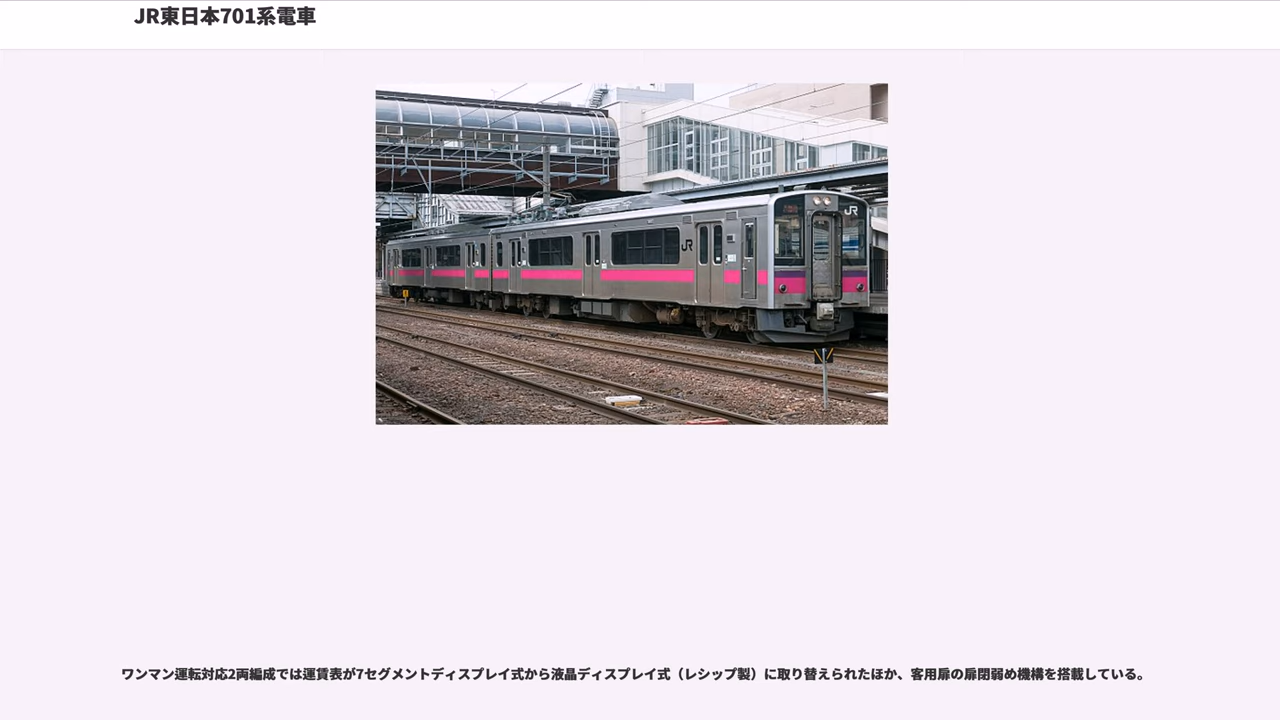 JR東日本701系電車
JR
JR
ワンマン運転対応2両編成では運賃表が7セグメントディスプレイ式から液晶ディスプレイ式（レシップ製）に取り替えられたほか、客用扉の扉閉弱め機構を搭載している。